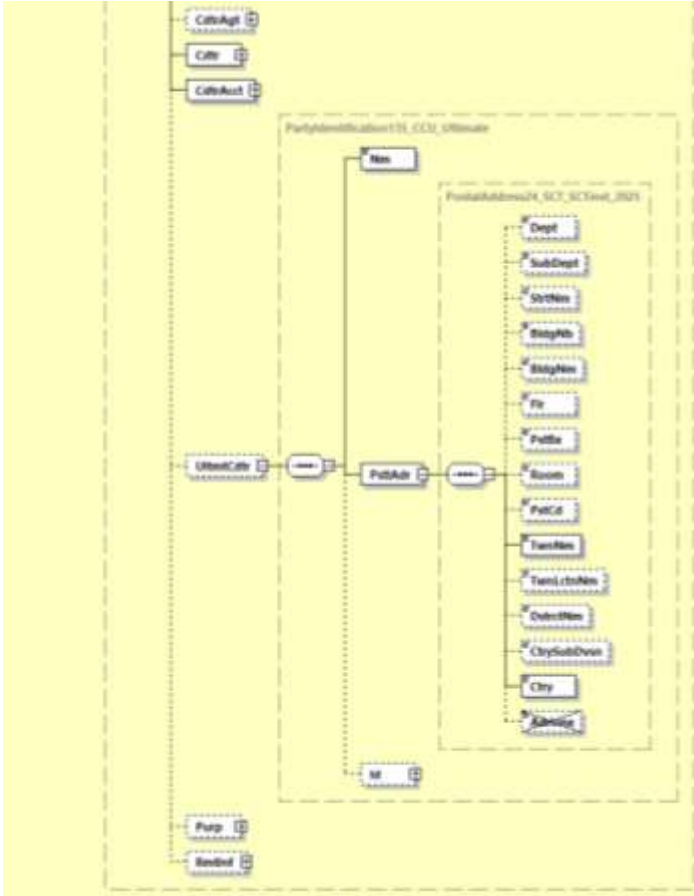 CdtrAgt
Cdtr
CdtrAcct
PartyIdentification135_CCU_Ultimate
Nm
PostalAddress24_SCT_SCTinst_2025
Dept
SubDept
StrtNm
BldgNb
BldgNm
Flr
PstBx
UltmtCdtr
PstlAdr
Room
PstCd
TwnNm
TwnLctnNm
DstrctNm
CtrySubDvsn
Ctry
AdrLine
Id
Purp
RmtInf